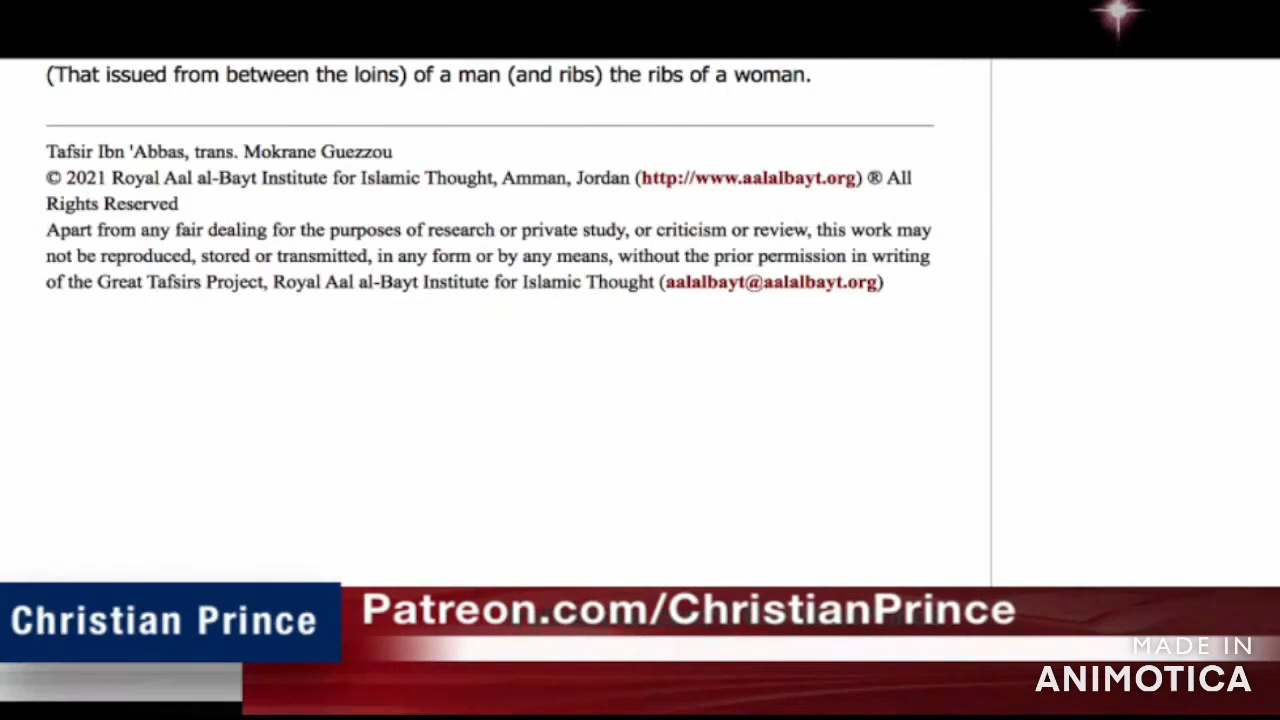 (That issued from between the loins) of a man (and ribs) the ribs of a woman.
Tafsir Ibn 'Abbas, trans. Mokrane Guezzou
© 2021 Royal Aal al-Bayt Institute for Islamic Thought, Amman, Jordan (http://www.aalalbayt.org) ® All
Rights Reserved
Apart from any fair dealing for the purposes of research or private study, or criticism or review, this work may
not be reproduced, stored or transmitted, in any form or by any means, without the prior permission in writing
of the Great Tafsirs Project, Royal Aal al-Bayt Institute for Islamic Thought (aalalbayt@aalalbayt.org)
Christian Prince
Patreon.com/ChristianPrince
MADE IN
ANIMOTICA